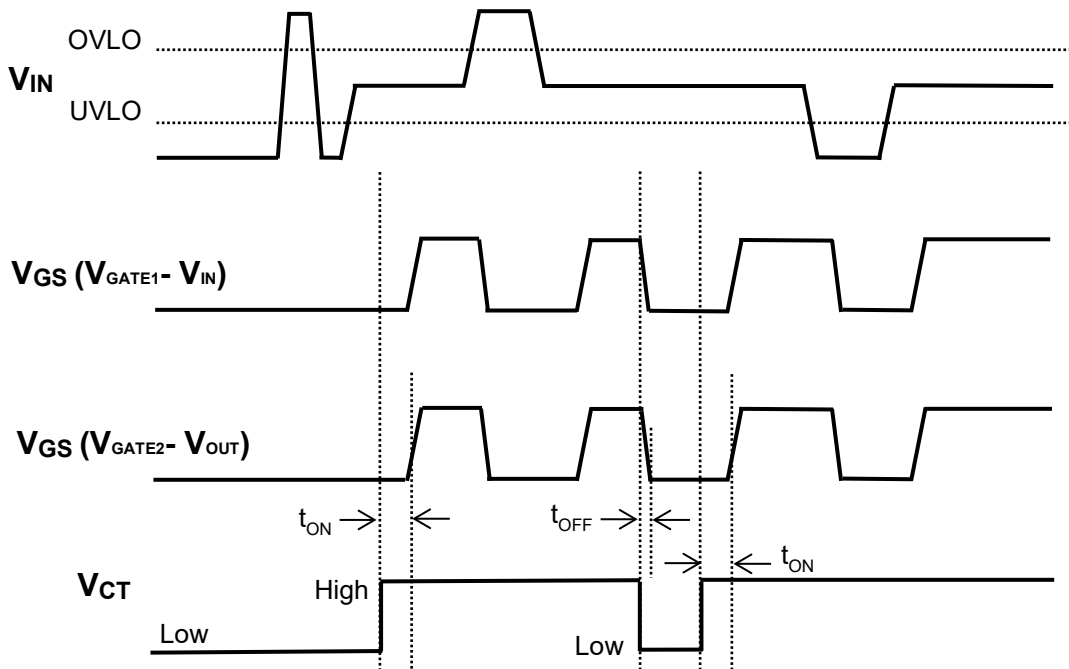 OVLO
VIN
UVLO
VGS (VGATE1- VIN)
VGS (VGATE2- VOUT)
tON
tOFF
tON
VCT
High
Low
Low